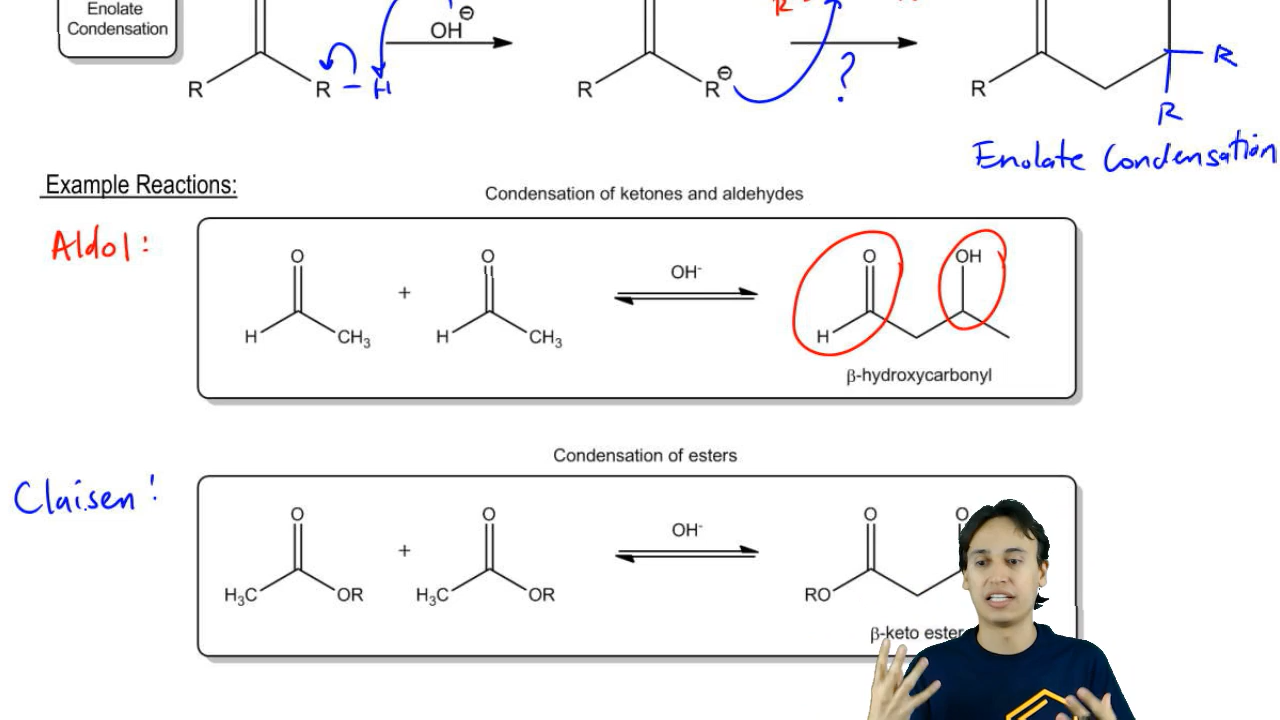 Enolate
Condensation
OH⊖
R
R
R – H
R
R⊖
?
R
R
R
Enolate Condensation
Example Reactions:
Condensation of ketones and aldehydes
Aldol:
O
H
CH3
+
O
H
CH3
OH-
O
OH
H
β-hydroxycarbonyl
Condensation of esters
Claisen:
O
H3C
OR
+
O
H3C
OR
OH-
O
O
RO
β-keto ester